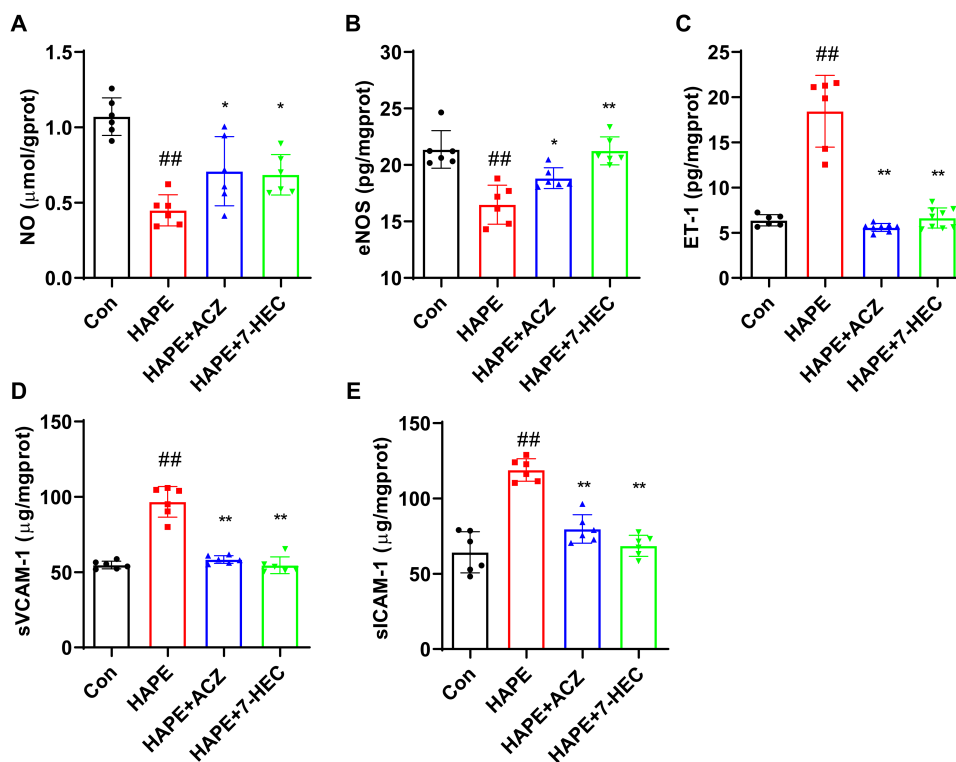 A
NO (μmol/gprot)
1.5
1.0
0.5
0.0
##
*
*
Con
HAPE
HAPE+ACZ
HAPE+7-HEC
B
eNOS (pg/mgprot)
30
25
20
15
10
##
*
**
Con
HAPE
HAPE+ACZ
HAPE+7-HEC
C
ET-1 (pg/mgprot)
25
20
15
10
5
0
##
**
**
Con
HAPE
HAPE+ACZ
HAPE+7-HEC
D
sVCAM-1 (μg/mgprot)
150
100
50
0
##
**
**
Con
HAPE
HAPE+ACZ
HAPE+7-HEC
E
sICAM-1 (μg/mgprot)
150
100
50
0
##
**
**
Con
HAPE
HAPE+ACZ
HAPE+7-HEC